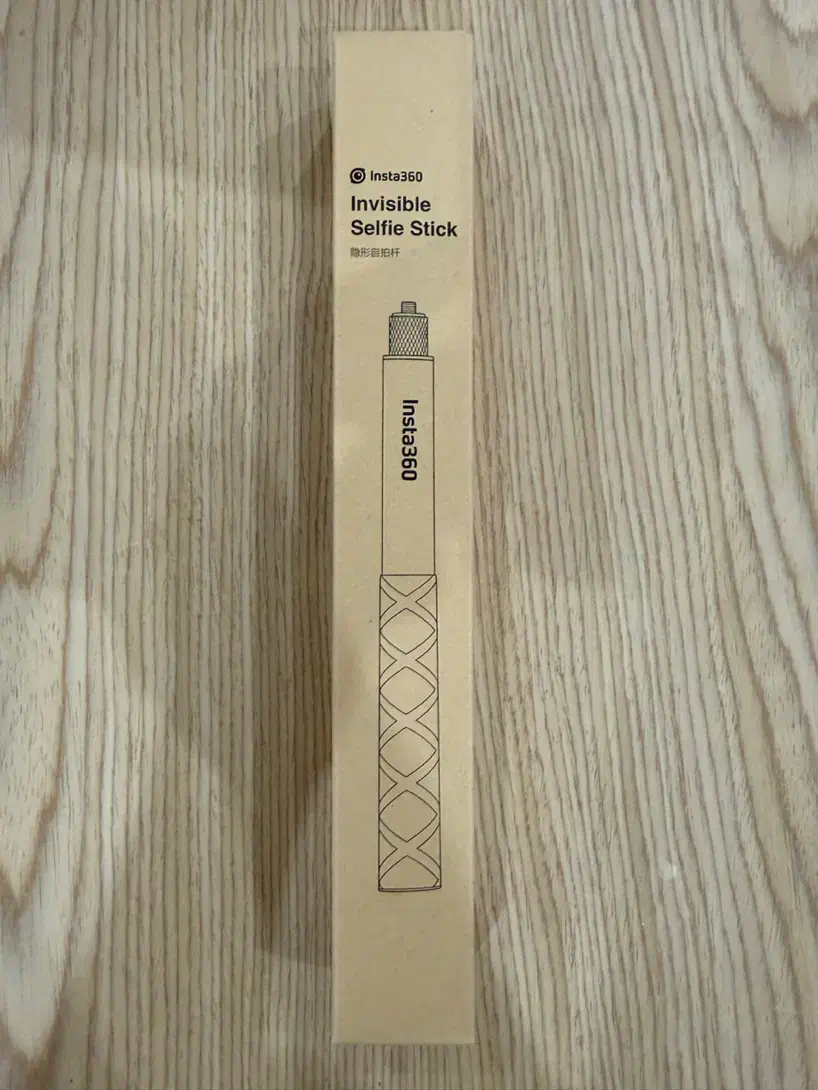 Insta360
Invisible
Selfie Stick
隐形自拍杆
Insta360